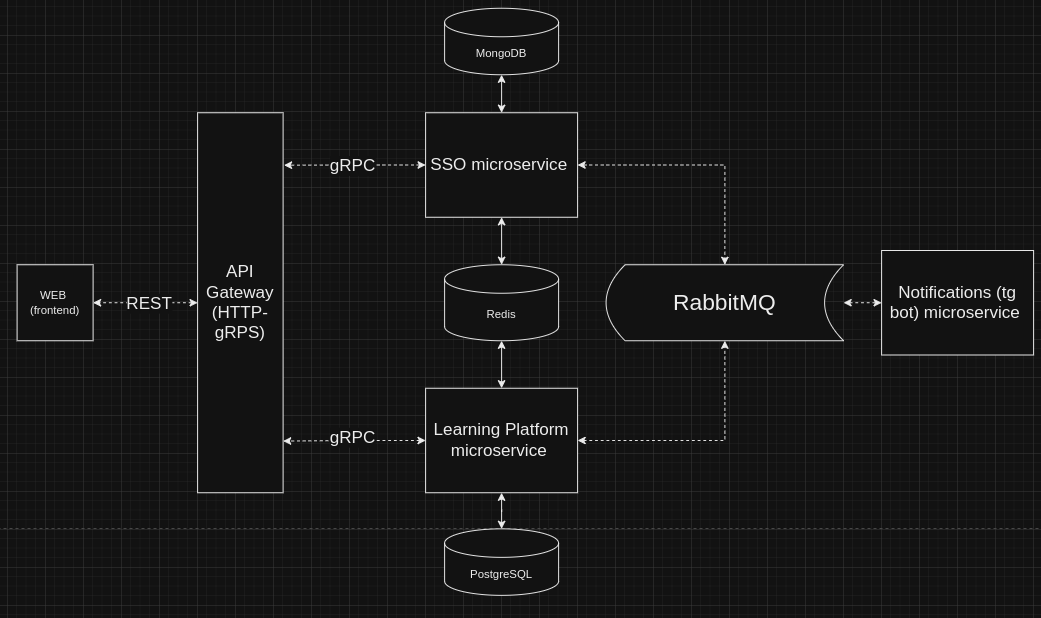 MongoDB
gRPC
SSO microservice
API
Gateway
(HTTP-
gRPS)
WEB
(frontend)
REST
Redis
RabbitMQ
Notifications (tg
bot) microservice
gRPC
Learning Platform
microservice
PostgreSQL